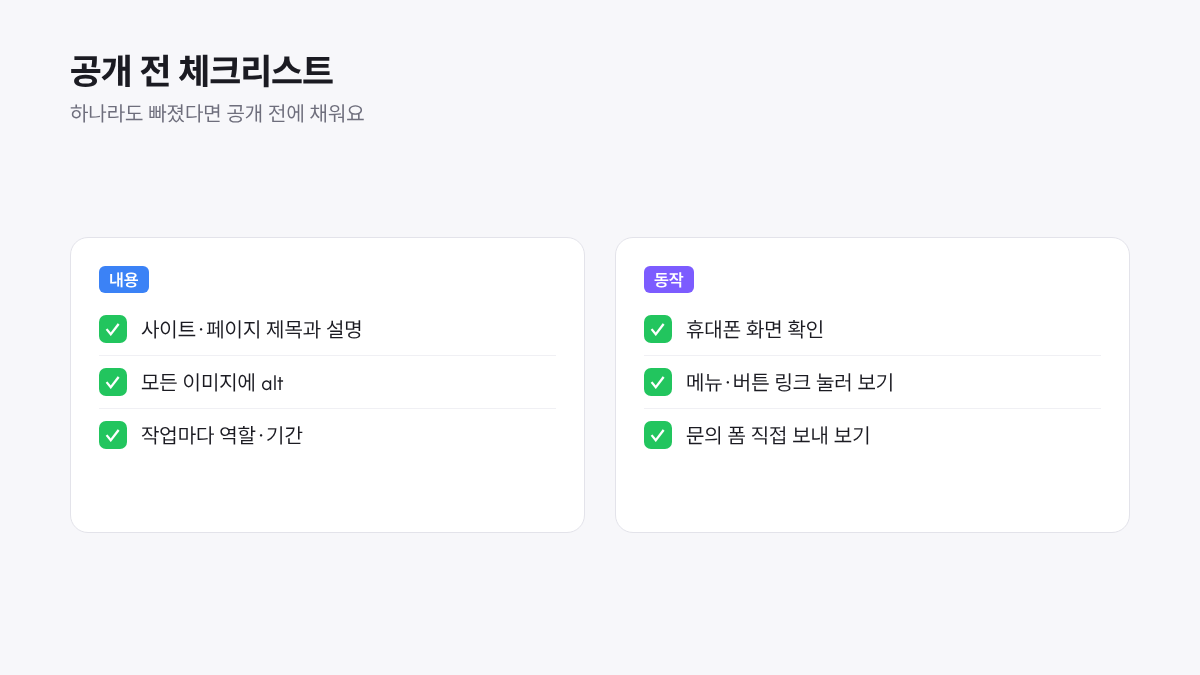 공개 전 체크리스트
하나라도 빠졌다면 공개 전에 채워요
내용
사이트·페이지 제목과 설명
모든 이미지에 alt
작업마다 역할·기간
동작
휴대폰 화면 확인
메뉴·버튼 링크 눌러 보기
문의 폼 직접 보내 보기